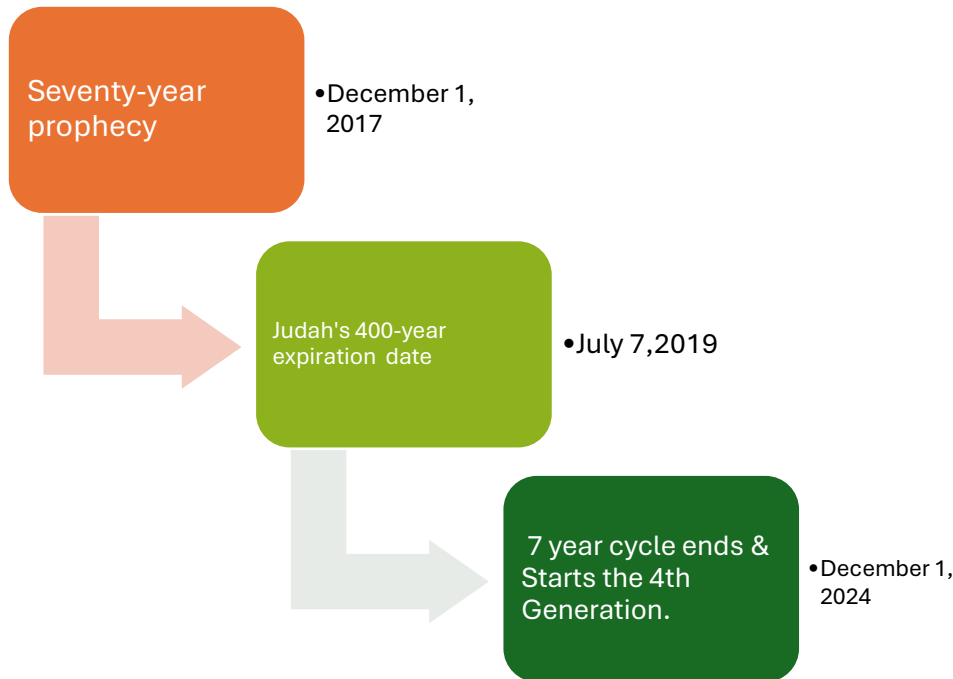 Seventy-year
prophecy
•December 1,
2017
Judah's 400-year
expiration date
•July 7,2019
7 year cycle ends &
Starts the 4th
Generation.
•December 1,
2024